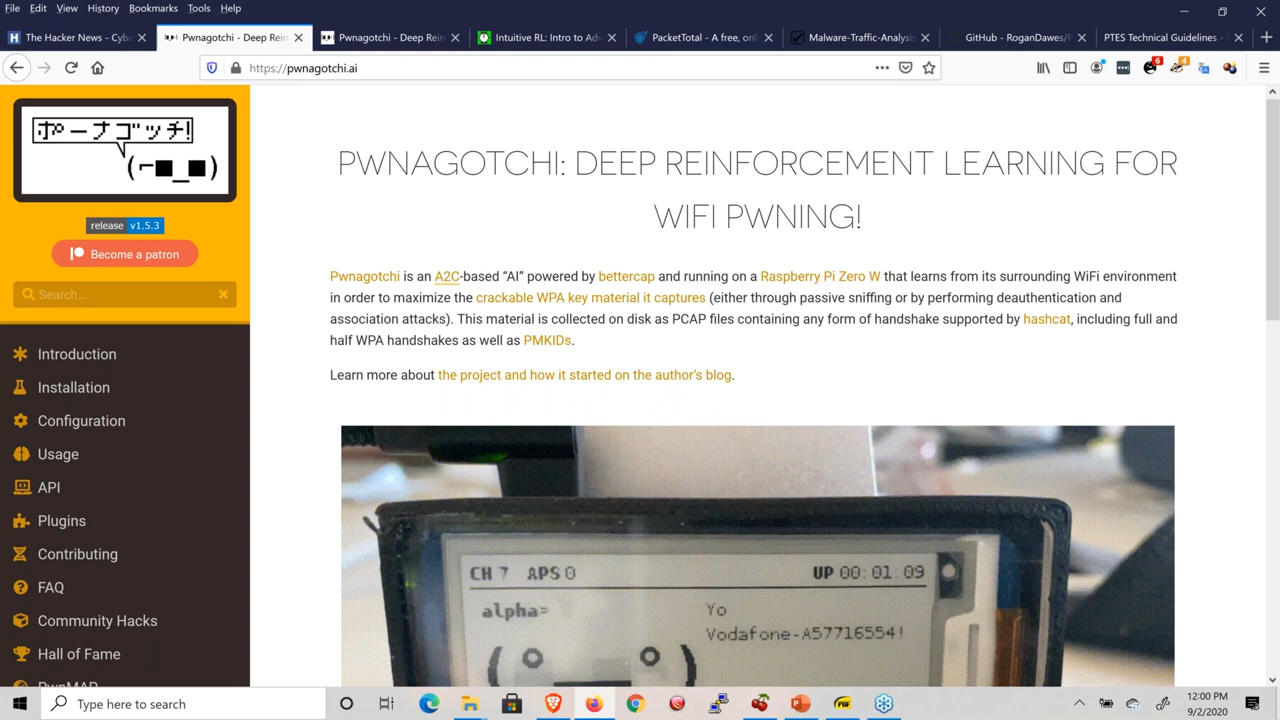 File Edit View History Bookmarks Tools Help
The Hacker News - Cyb
Pwnagotchi - Deep Rei
Pwnagotchi - Deep Rei
Intuitive RL: Intro to Adv
PacketTotal - A free, onl
Malware-Traffic-Analysis
GitHub - RoganDawes/P
PTES Technical Guidelines -
https://pwnagotchi.ai
6
4
ポーナゴッチ!
(⌐■_■)
release v1.5.3
Become a patron
Search...
Introduction
Installation
Configuration
Usage
API
Plugins
Contributing
FAQ
Community Hacks
Hall of Fame
PwnMAP
PWNAGOTCHI: DEEP REINFORCEMENT LEARNING FOR
WIFI PWNING!
Pwnagotchi is an A2C-based “AI” powered by bettercap and running on a Raspberry Pi Zero W that learns from its surrounding WiFi environment
in order to maximize the crackable WPA key material it captures (either through passive sniffing or by performing deauthentication and
association attacks). This material is collected on disk as PCAP files containing any form of handshake supported by hashcat, including full and
half WPA handshakes as well as PMKIDs.
Learn more about the project and how it started on the author's blog.
CH 7 APS 0 UP 00:01:09
alpha> Yo
Vodafone-A57716554!
Type here to search
12:00 PM
9/2/2020